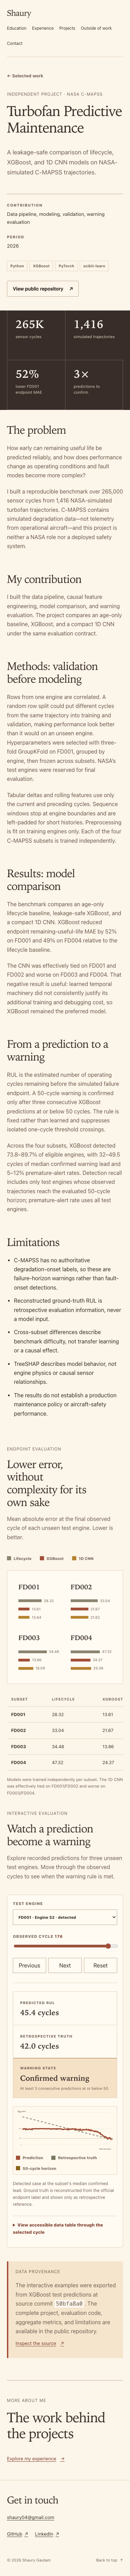 Shaury
Education Experience Projects Outside of work
Contact
← Selected work
INDEPENDENT PROJECT · NASA C-MAPSS
Turbofan Predictive
Maintenance
A leakage-safe comparison of lifecycle,
XGBoost, and 1D CNN models on NASA-
simulated C-MAPSS trajectories.
CONTRIBUTION
Data pipeline, modeling, validation, warning
evaluation
PERIOD
2026
Python XGBoost PyTorch scikit-learn
View public repository ↗
265K
sensor cycles
1,416
simulated trajectories
52%
lower FD001
endpoint MAE
3×
predictions to
confirm
The problem
How early can remaining useful life be
predicted reliably, and how does performance
change as operating conditions and fault
modes become more complex?
I built a reproducible benchmark over 265,000
sensor cycles from 1,416 NASA-simulated
turbofan trajectories. C-MAPSS contains
simulated degradation data—not telemetry
from operational aircraft—and this project is
neither a NASA role nor a deployed safety
system.
My contribution
I built the data pipeline, causal feature
engineering, model comparison, and warning
evaluation. The project compares an age-only
baseline, XGBoost, and a compact 1D CNN
under the same evaluation contract.
Methods: validation
before modeling
Rows from one engine are correlated. A
random row split could place adjacent cycles
from the same trajectory into training and
validation, making the model look better
than it would on an unseen engine.
Hyperparameters were selected with three-
fold GroupKFold on FD001, grouped by
engine, then frozen across subsets. NASA's
test engines were reserved for final
evaluation.
Tabular deltas and rolling features use only
the current and preceding cycles. Sequence
windows stop at engine boundaries and are
left-padded for short histories. Preprocessing
is fit on training engines only. Each of the four
C-MAPSS subsets is trained independently.
Results: model
comparison
The benchmark compares an age-only
lifecycle baseline, leakage-safe XGBoost, and
a compact 1D CNN. XGBoost reduced
endpoint remaining-useful-life MAE by 52%
on FD001 and 49% on FD004 relative to the
lifecycle baseline.
The CNN was effectively tied on FD001 and
FD002 and worse on FD003 and FD004. That
negative result is useful: learned temporal
machinery did not consistently justify its
additional training and debugging cost, so
XGBoost remained the preferred model.
From a prediction to a
warning
RUL is the estimated number of operating
cycles remaining before the simulated failure
endpoint. A 50-cycle warning is confirmed
only after three consecutive XGBoost
predictions at or below 50 cycles. The rule is
fixed rather than learned and suppresses
isolated one-cycle threshold crossings.
Across the four subsets, XGBoost detected
73.8–89.7% of eligible engines, with 32–49.5
cycles of median confirmed warning lead and
5–12% premature-alert rates. Eligible
denominators include only test engines whose
observed trajectories reach the evaluated 50-cycle
horizon; premature-alert rates use all test
engines.
Limitations
• C-MAPSS has no authoritative
degradation-onset labels, so these are
failure-horizon warnings rather than fault-
onset detections.
• Reconstructed ground-truth RUL is
retrospective evaluation information, never
a model input.
• Cross-subset differences describe
benchmark difficulty, not transfer learning
or a causal effect.
• TreeSHAP describes model behavior, not
engine physics or causal sensor
relationships.
• The results do not establish a production
maintenance policy or aircraft-safety
performance.
ENDPOINT EVALUATION
Lower error,
without
complexity for its
own sake
Mean absolute error at the final observed
cycle of each unseen test engine. Lower is
better.
Lifecycle XGBoost 1D CNN
FD001
28.32
13.61
13.64
FD002
33.04
21.87
21.82
FD003
34.48
13.86
FD004
47.52
24.37
SUBSET LIFECYCLE XGBOOST
FD001 28.32 13.61
FD002 33.04 21.87
FD003 34.48 13.86
FD004 47.52 24.37
Models were trained independently per subset. The 1D CNN
was effectively tied on FD001/FD002 and worse on
FD003/FD004.
INTERACTIVE EVALUATION
Watch a prediction
become a warning
Explore recorded predictions for three unseen
test engines. Move through the observed
cycles to see when the warning rule is met.
TEST ENGINE
FD001 · Engine 53 · detected
OBSERVED CYCLE 176
Previous Next Reset
PREDICTED RUL
45.4 cycles
RETROSPECTIVE TRUTH
42.0 cycles
WARNING STATE
Confirmed warning
At least 3 consecutive predictions at or below 50.
Prediction Retrospective truth
50-cycle horizon
Detected case at the subset's median confirmed
lead. Ground truth is reconstructed from the official
endpoint label and shown only as retrospective
reference.
▸ View accessible data table through the
selected cycle
DATA PROVENANCE
The interactive examples were exported
from XGBoost test predictions at
source commit 50bfa8a0. The
complete project, evaluation code,
aggregate metrics, and limitations are
available in the public repository.
Inspect the source ↗
MORE ABOUT ME
The work behind
the projects
Explore my experience ↗
Get in touch
shaury04@gmail.com
GitHub ↗ LinkedIn ↗
© 2026 Shaury Gautam Back to top ↑